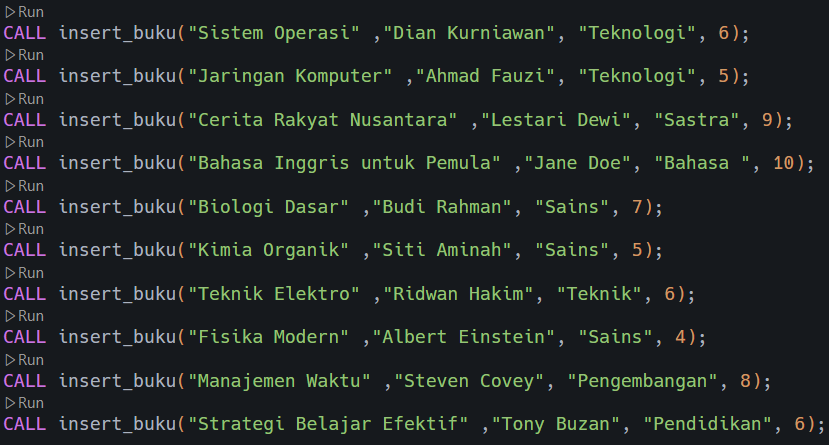 Run
CALL insert_buku("Sistem Operasi" ,"Dian Kurniawan", "Teknologi", 6);
Run
CALL insert_buku("Jaringan Komputer" ,"Ahmad Fauzi", "Teknologi", 5);
Run
CALL insert_buku("Cerita Rakyat Nusantara" ,"Lestari Dewi", "Sastra", 9);
Run
CALL insert_buku("Bahasa Inggris untuk Pemula" ,"Jane Doe", "Bahasa ", 10);
Run
CALL insert_buku("Biologi Dasar" ,"Budi Rahman", "Sains", 7);
Run
CALL insert_buku("Kimia Organik" ,"Siti Aminah", "Sains", 5);
Run
CALL insert_buku("Teknik Elektro" ,"Ridwan Hakim", "Teknik", 6);
Run
CALL insert_buku("Fisika Modern" ,"Albert Einstein", "Sains", 4);
Run
CALL insert_buku("Manajemen Waktu" ,"Steven Covey", "Pengembangan", 8);
Run
CALL insert_buku("Strategi Belajar Efektif" ,"Tony Buzan", "Pendidikan", 6);